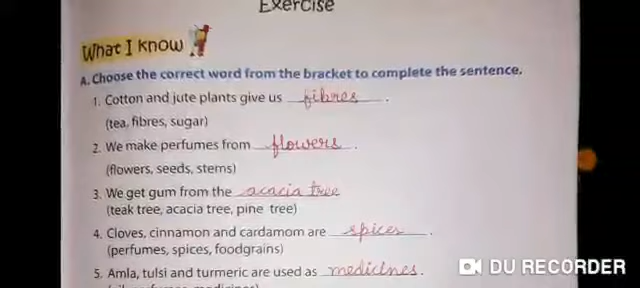 Exercise
What I know
A. Choose the correct word from the bracket to complete the sentence.
1. Cotton and jute plants give us fibres.
(tea, fibres, sugar)
2. We make perfumes from flowers.
(flowers, seeds, stems)
3. We get gum from the acacia tree
(teak tree, acacia tree, pine tree)
4. Cloves, cinnamon and cardamom are spices.
(perfumes, spices, foodgrains)
5. Amla, tulsi and turmeric are used as medicines.
DU RECORDER